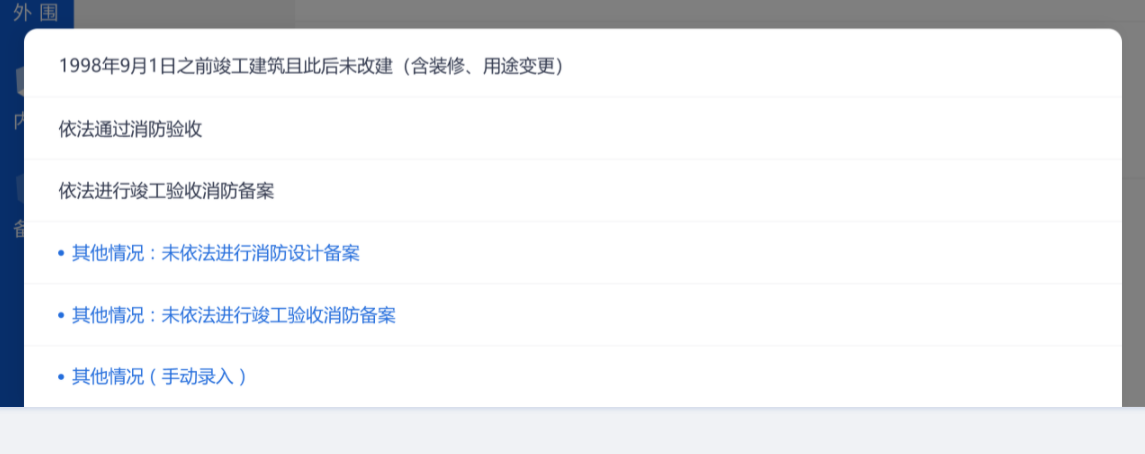 外 围
1998年9月1日之前竣工建筑且此后未改建（含装修、用途变更）
依法通过消防验收
内
依法进行竣工验收消防备案
• 其他情况：未依法进行消防设计备案
• 其他情况：未依法进行竣工验收消防备案
• 其他情况（手动录入）